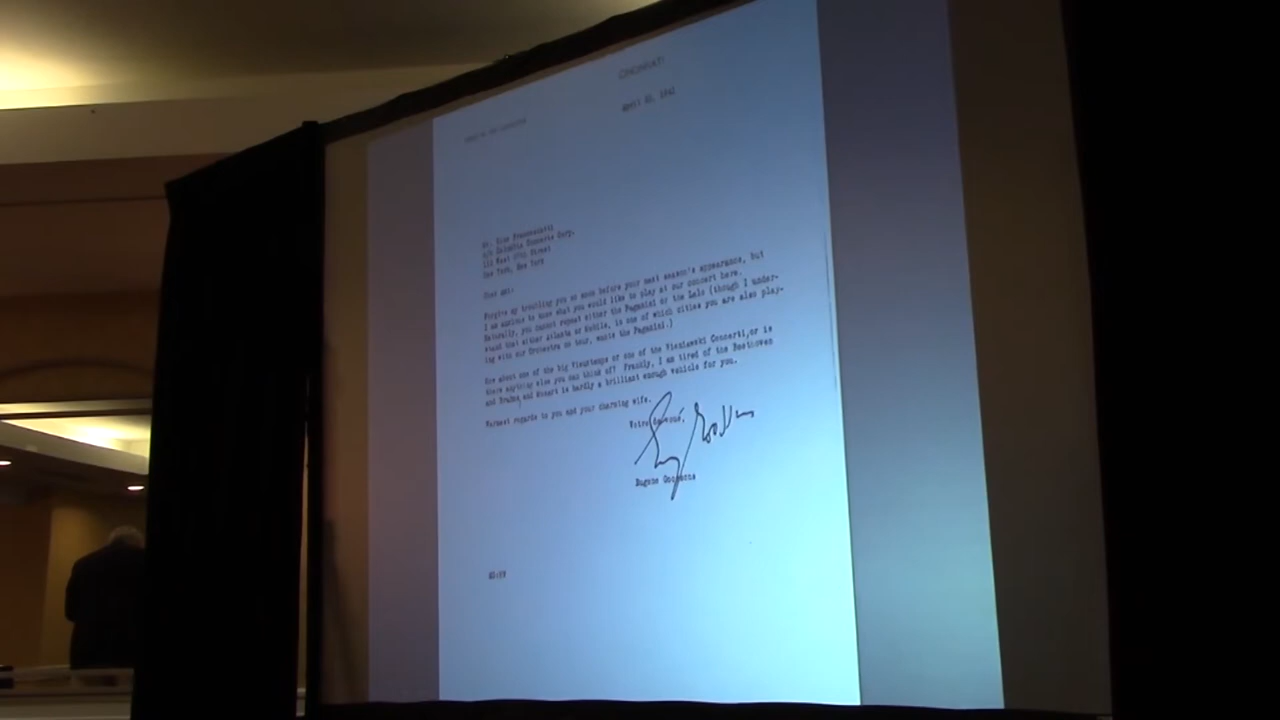 CINCINNATI
April 1941
Mr. Zino Francescatti
c/o Columbia Concerts Corp.
113 West 57th Street
New York, New York
Dear ami:
Forgive my troubling you so soon before your next season's appearance, but
I am anxious to know what you would like to play at our concert here.
Naturally, you cannot repeat either the Paganini or the Lalo (though I under-
stand that either Atlanta or Mobile, in one of which cities you are also play-
ing with our Orchestra on tour, wants the Paganini.)
How about one of the big Vieuxtemps or one of the Wieniawski Concerti,or is
there anything else you can think of? Frankly, I am tired of the Beethoven
and Brahms and Mozart is hardly a brilliant enough vehicle for you.
Warmest regards to you and your charming wife.
Votre devoué,
Eugene Goossens